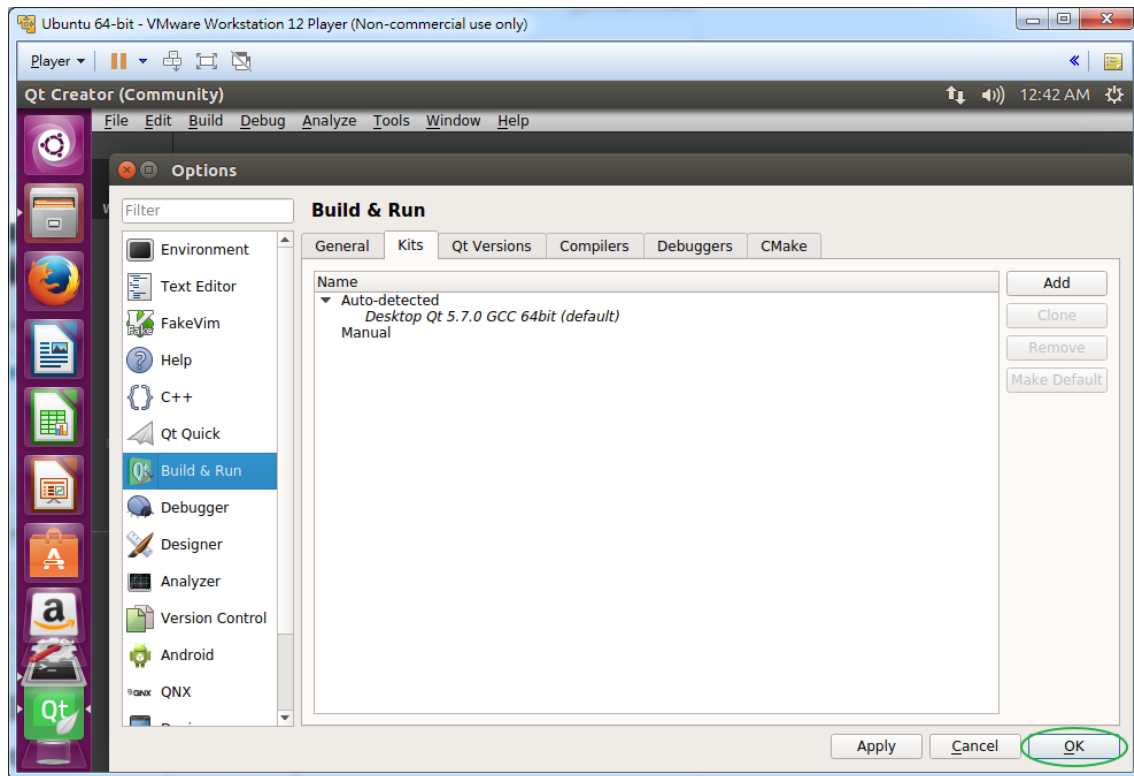 Ubuntu 64-bit - VMware Workstation 12 Player (Non-commercial use only)
Player
Qt Creator (Community) 12:42 AM
File Edit Build Debug Analyze Tools Window Help
Options
Filter
Build & Run
General Kits Qt Versions Compilers Debuggers CMake
Environment
Text Editor
FakeVim
Help
C++
Qt Quick
Build & Run
Debugger
Designer
Analyzer
Version Control
Android
QNX
Name
Auto-detected
Desktop Qt 5.7.0 GCC 64bit (default)
Manual
Add
Clone
Remove
Make Default
Apply Cancel OK